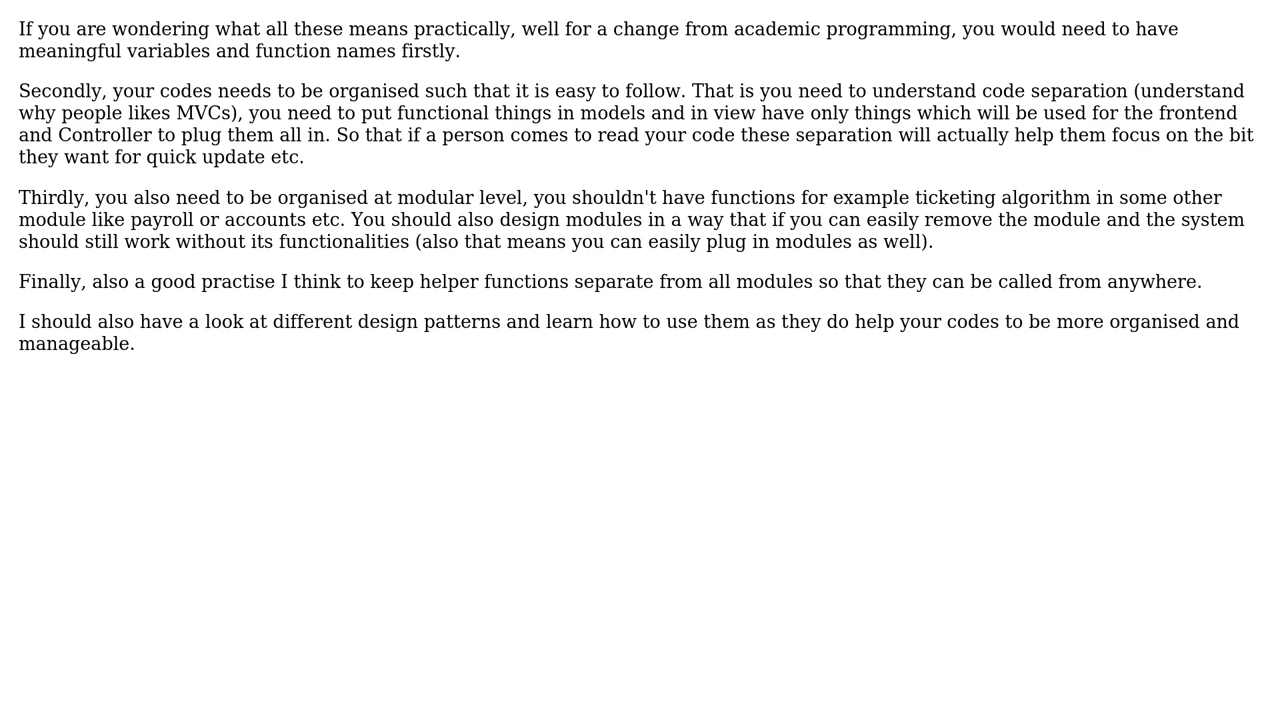 If you are wondering what all these means practically, well for a change from academic programming, you would need to have
meaningful variables and function names firstly.
Secondly, your codes needs to be organised such that it is easy to follow. That is you need to understand code separation (understand
why people likes MVCs), you need to put functional things in models and in view have only things which will be used for the frontend
and Controller to plug them all in. So that if a person comes to read your code these separation will actually help them focus on the bit
they want for quick update etc.
Thirdly, you also need to be organised at modular level, you shouldn't have functions for example ticketing algorithm in some other
module like payroll or accounts etc. You should also design modules in a way that if you can easily remove the module and the system
should still work without its functionalities (also that means you can easily plug in modules as well).
Finally, also a good practise I think to keep helper functions separate from all modules so that they can be called from anywhere.
I should also have a look at different design patterns and learn how to use them as they do help your codes to be more organised and
manageable.